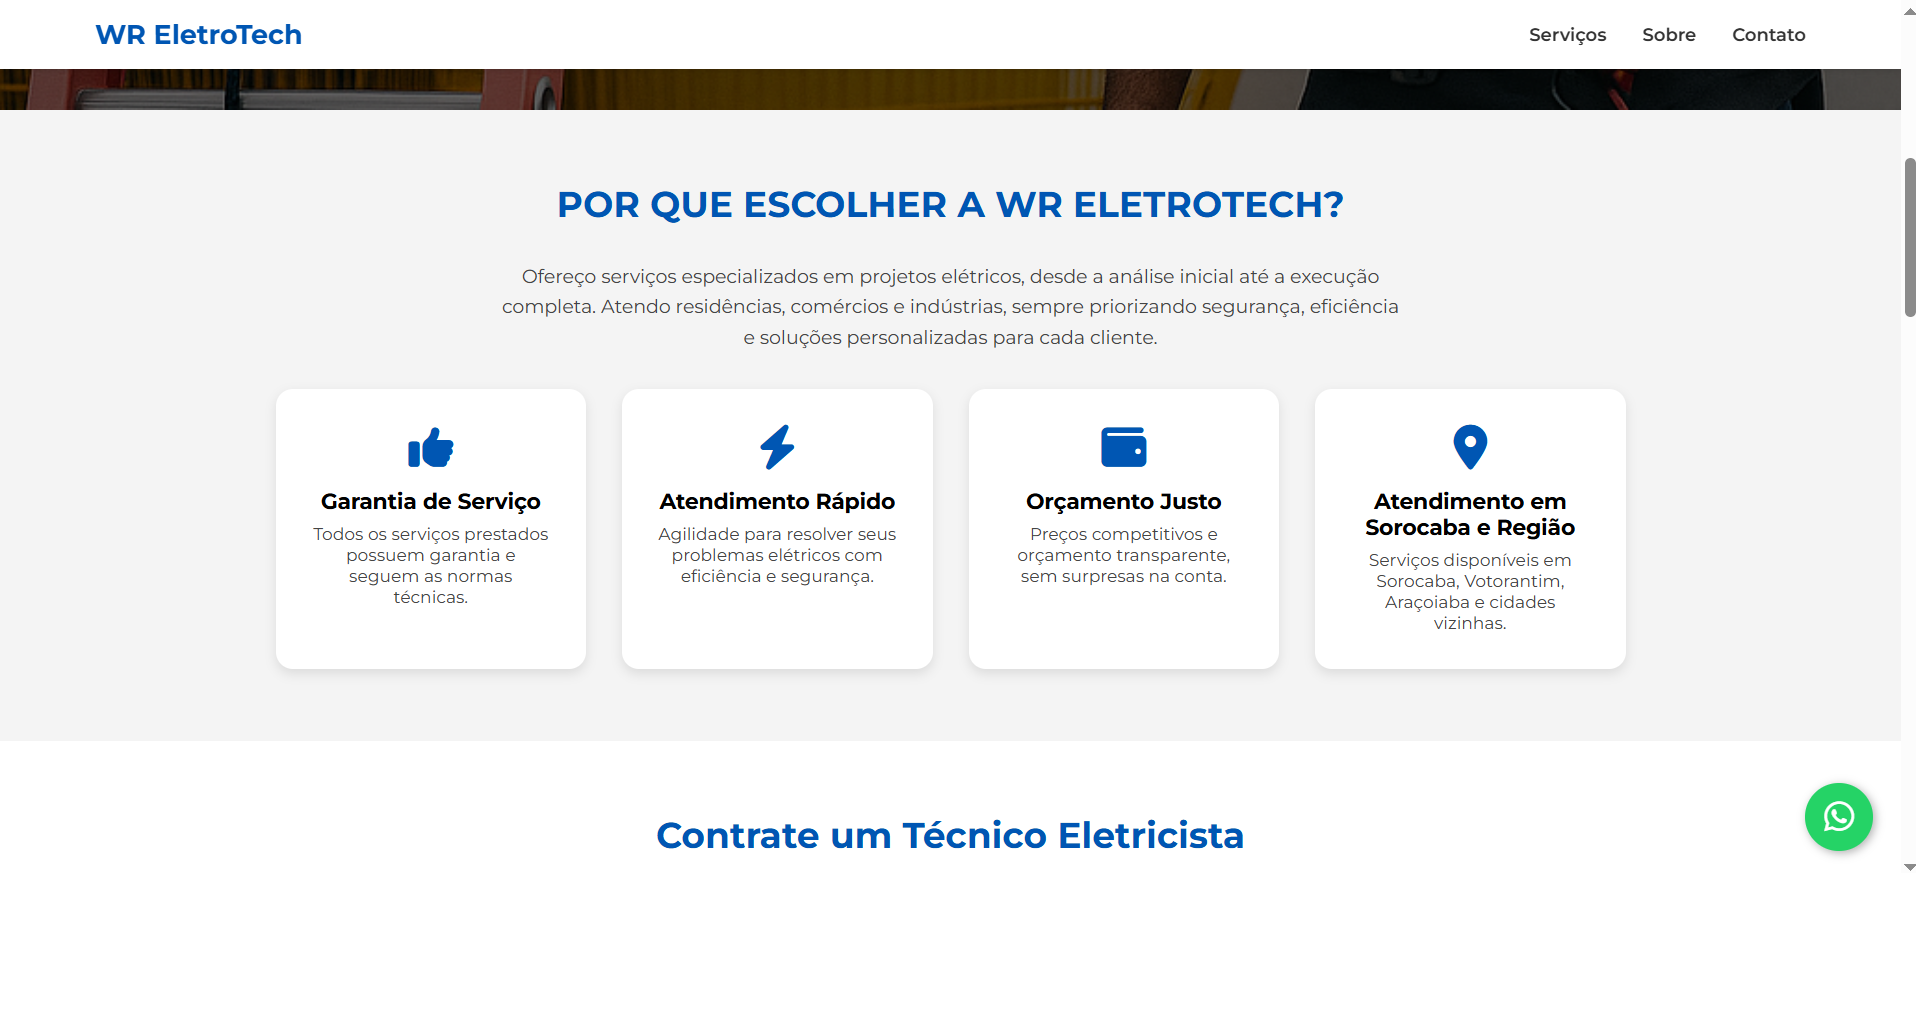 WR EletroTech
Serviços Sobre Contato
POR QUE ESCOLHER A WR ELETROTECH?
Ofereço serviços especializados em projetos elétricos, desde a análise inicial até a execução
completa. Atendo residências, comércios e indústrias, sempre priorizando segurança, eficiência
e soluções personalizadas para cada cliente.
Garantia de Serviço
Todos os serviços prestados
possuem garantia e
seguem as normas
técnicas.
Atendimento Rápido
Agilidade para resolver seus
problemas elétricos com
eficiência e segurança.
Orçamento Justo
Preços competitivos e
orçamento transparente,
sem surpresas na conta.
Atendimento em
Sorocaba e Região
Serviços disponíveis em
Sorocaba, Votorantim,
Araçoiaba e cidades
vizinhas.
Contrate um Técnico Eletricista